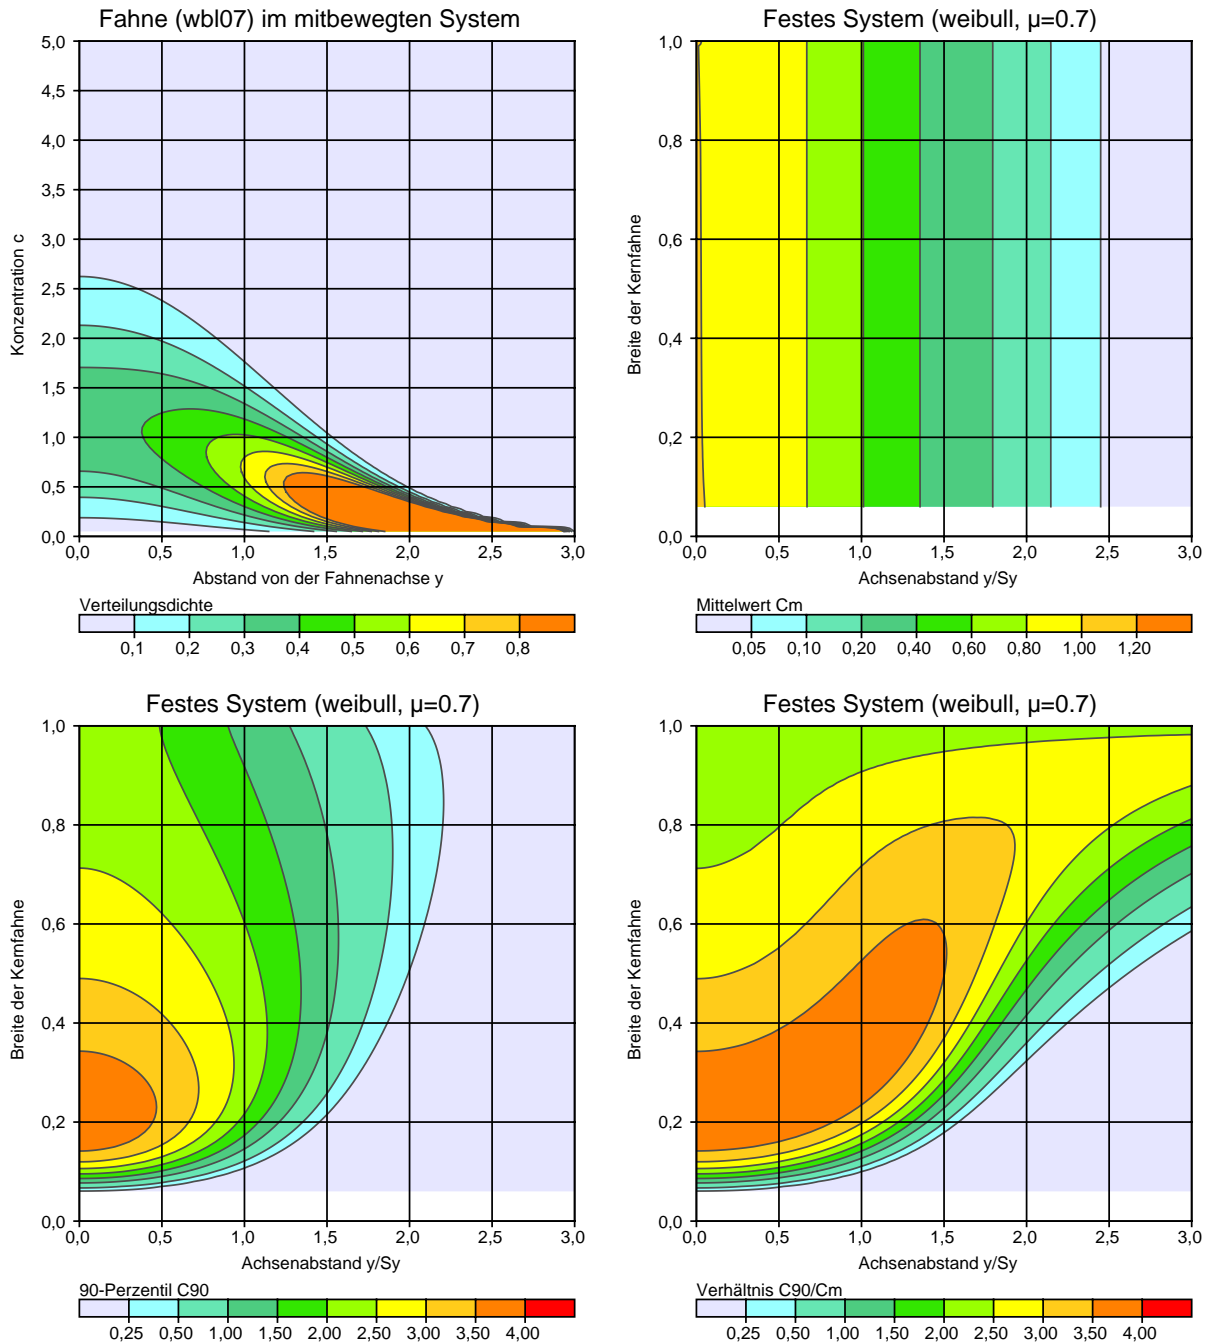 Fahne (wbl07) im mitbewegten System
5,0
4,5
4,0
3,5
3,0
2,5
2,0
1,5
1,0
0,5
0,0
Konzentration c
0,0 0,5 1,0 1,5 2,0 2,5 3,0
Abstand von der Fahnenachse y
Verteilungsdichte
0,1 0,2 0,3 0,4 0,5 0,6 0,7 0,8
Festes System (weibull, µ=0.7)
1,0
0,8
0,6
0,4
0,2
0,0
Breite der Kernfahne
0,0 0,5 1,0 1,5 2,0 2,5 3,0
Achsenabstand y/Sy
Mittelwert Cm
0,05 0,10 0,20 0,40 0,60 0,80 1,00 1,20
Festes System (weibull, µ=0.7)
1,0
0,8
0,6
0,4
0,2
0,0
Breite der Kernfahne
0,0 0,5 1,0 1,5 2,0 2,5 3,0
Achsenabstand y/Sy
90-Perzentil C90
0,25 0,50 1,00 1,50 2,00 2,50 3,00 3,50 4,00
Festes System (weibull, µ=0.7)
1,0
0,8
0,6
0,4
0,2
0,0
Breite der Kernfahne
0,0 0,5 1,0 1,5 2,0 2,5 3,0
Achsenabstand y/Sy
Verhältnis C90/Cm
0,25 0,50 1,00 1,50 2,00 2,50 3,00 3,50 4,00